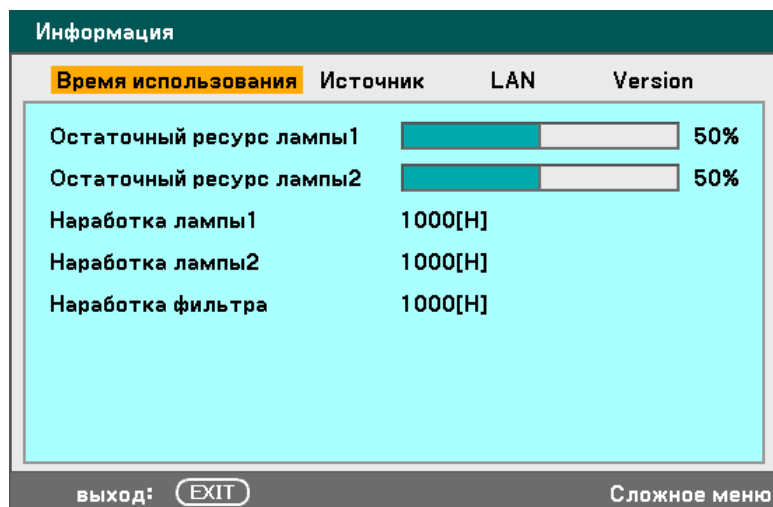 Информация
Время использования Источник LAN Version
Остаточный ресурс лампы1 50%
Остаточный ресурс лампы2 50%
Наработка лампы1 1000[H]
Наработка лампы2 1000[H]
Наработка фильтра 1000[H]
выход: EXIT Сложное меню